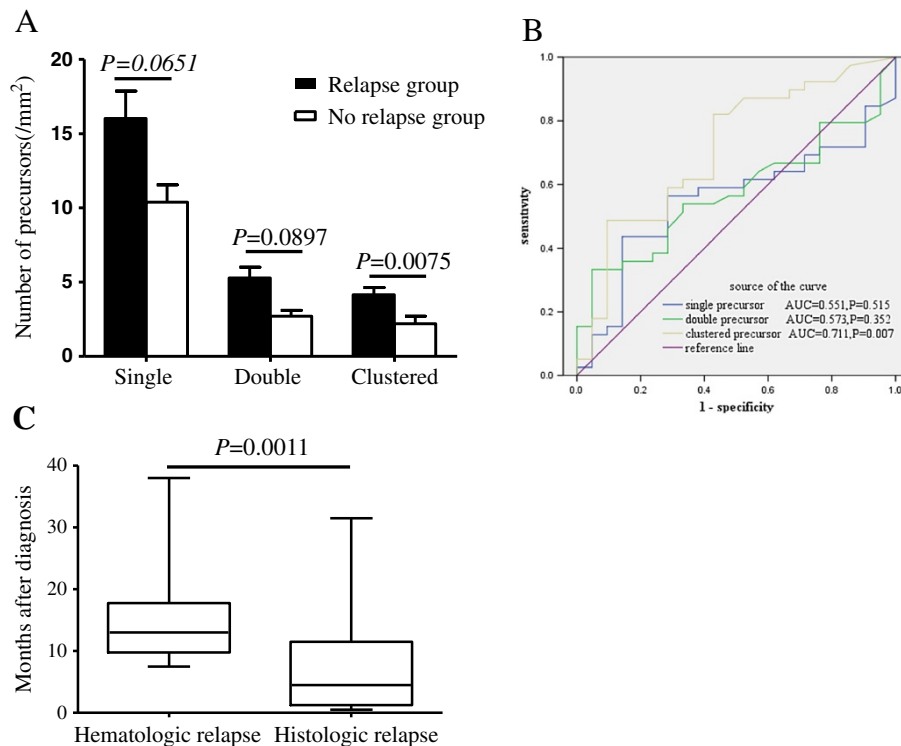 A
P=0.0651
20
15
10
5
0
Number of precursors(/mm²)
Relapse group
No relapse group
P=0.0897
P=0.0075
Single Double Clustered
B
1.0
0.8
0.6
0.4
0.2
0.0
sensitivity
source of the curve
single precursor AUC=0.551,P=0.515
double precursor AUC=0.573,P=0.352
clustered precursor AUC=0.711,P=0.007
reference line
0.0 0.2 0.4 0.6 0.8 1.0
1 - specificity
C
P=0.0011
40
30
20
10
0
Months after diagnosis
Hematologic relapse Histologic relapse